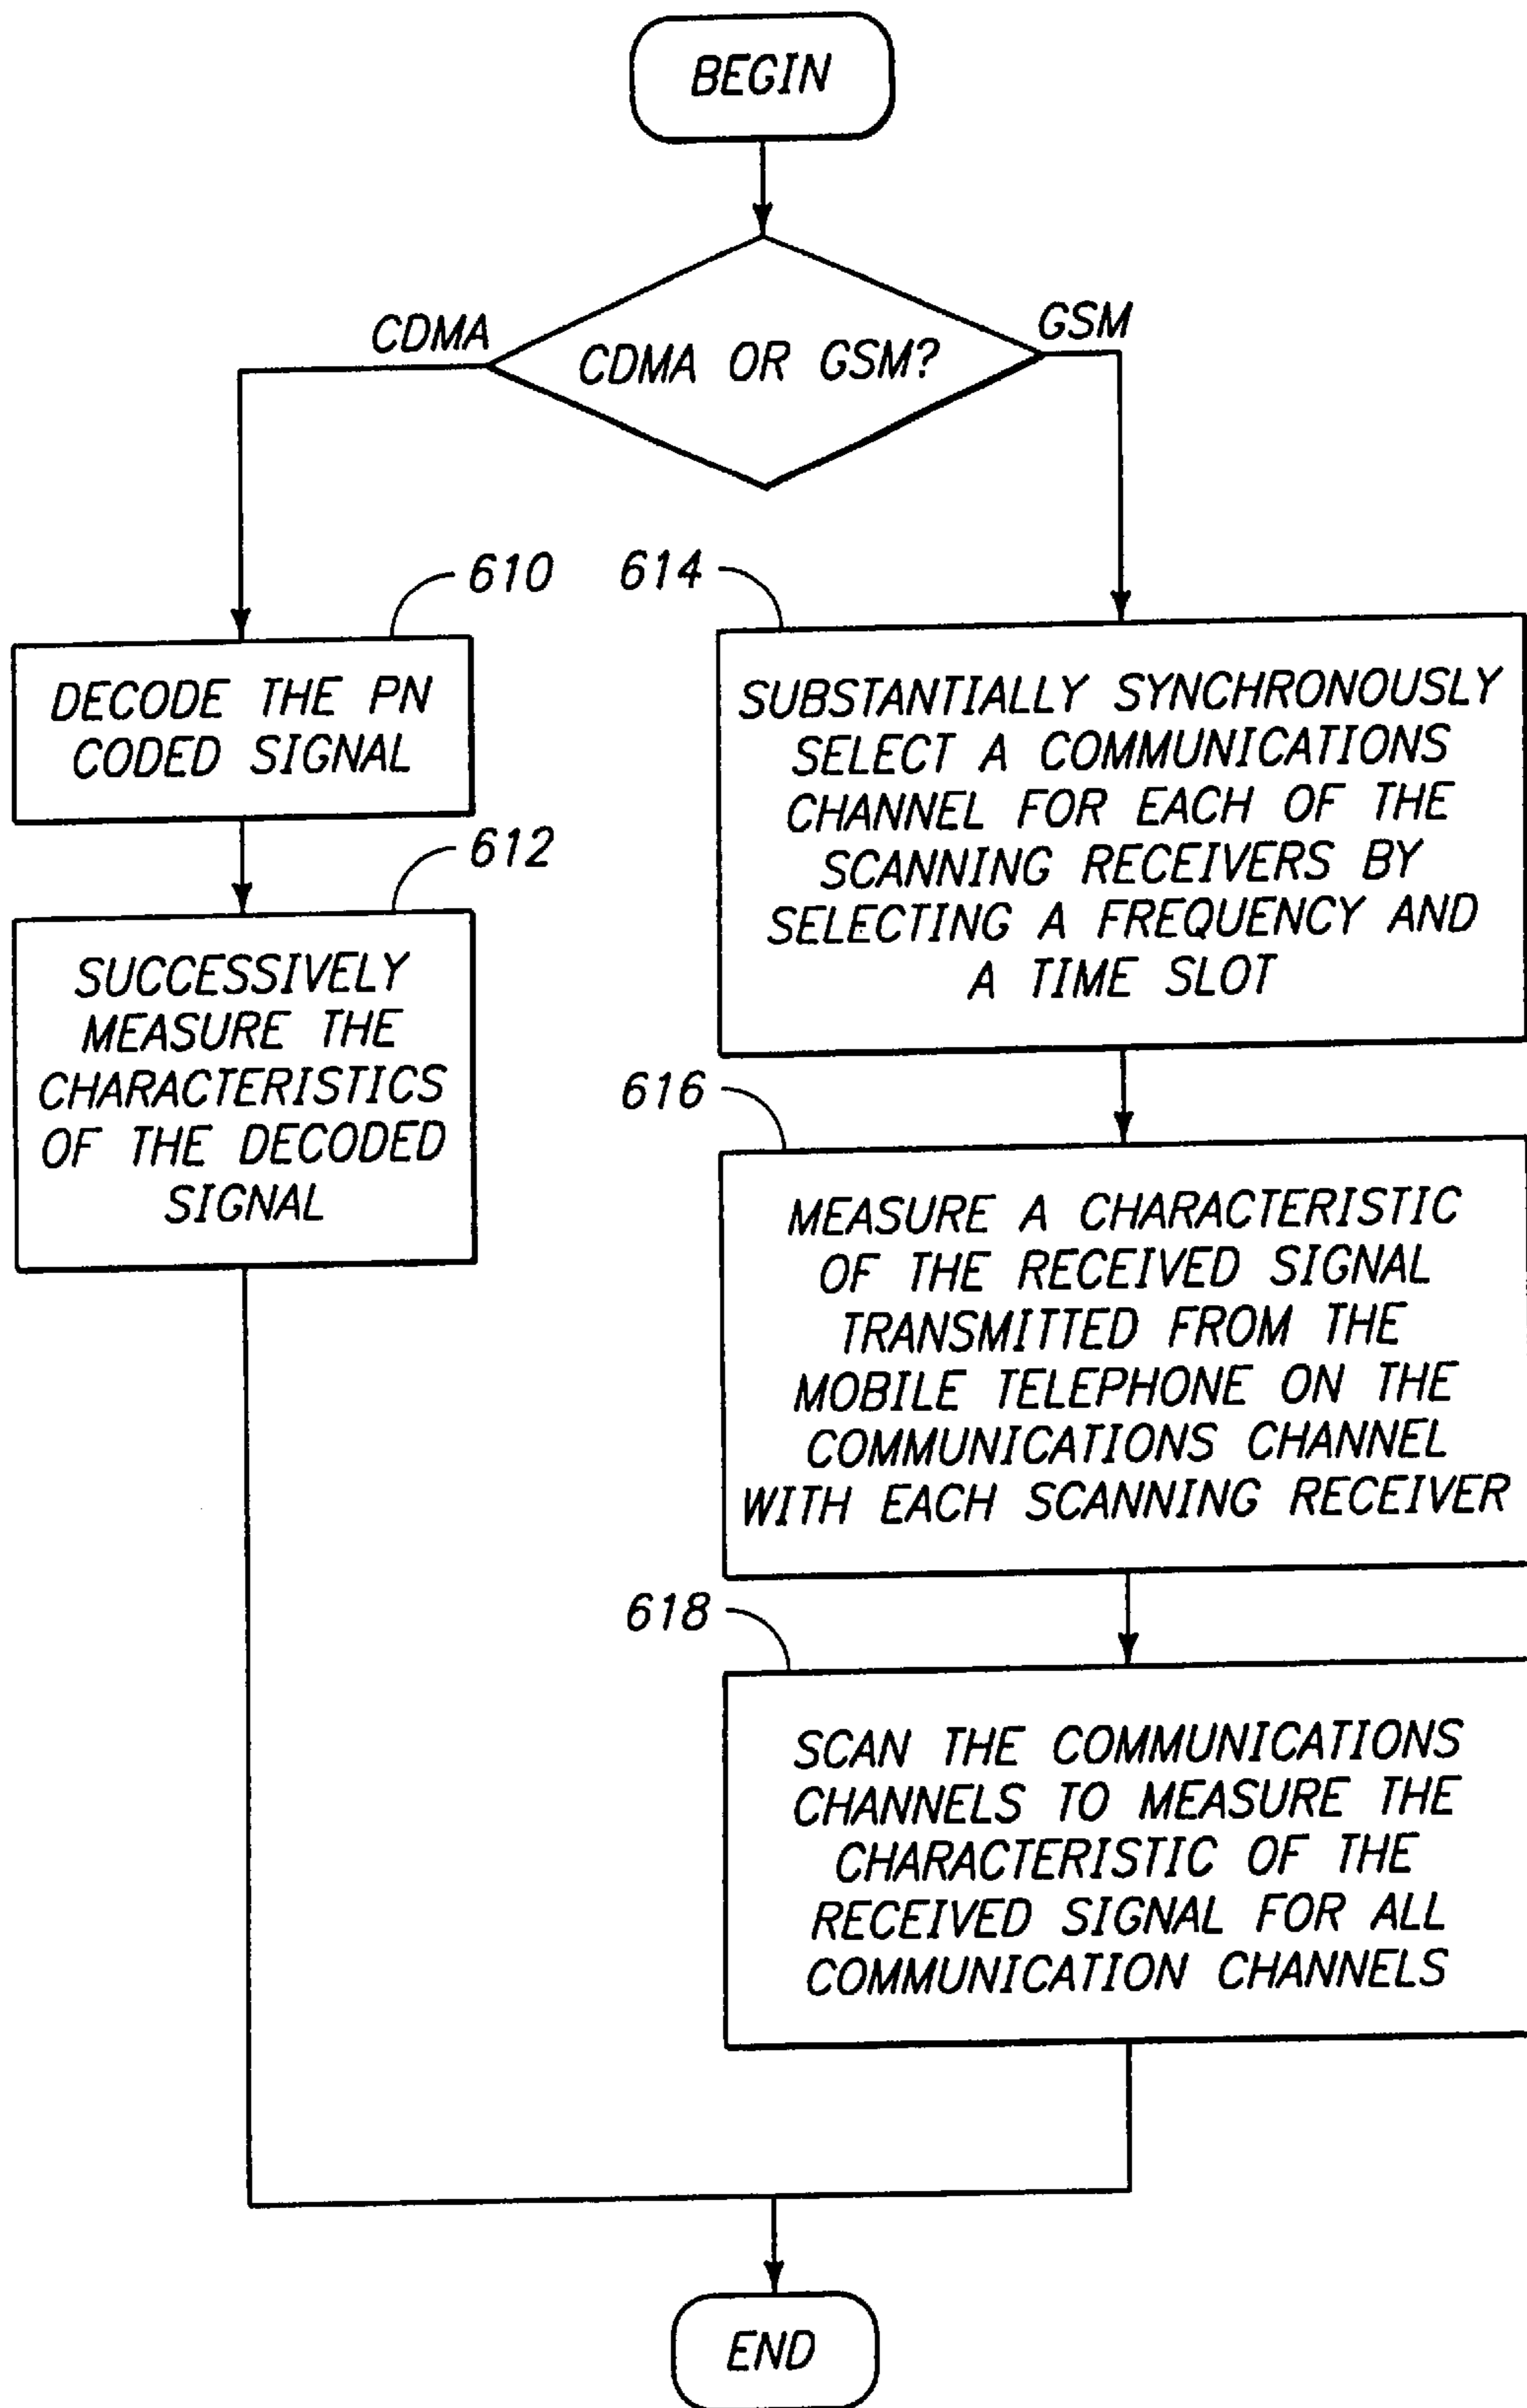 BEGIN
CDMA
CDMA OR GSM?
GSM
610
DECODE THE PN
CODED SIGNAL
612
SUCCESSIVELY
MEASURE THE
CHARACTERISTICS
OF THE DECODED
SIGNAL
614
SUBSTANTIALLY SYNCHRONOUSLY
SELECT A COMMUNICATIONS
CHANNEL FOR EACH OF THE
SCANNING RECEIVERS BY
SELECTING A FREQUENCY AND
A TIME SLOT
616
MEASURE A CHARACTERISTIC
OF THE RECEIVED SIGNAL
TRANSMITTED FROM THE
MOBILE TELEPHONE ON THE
COMMUNICATIONS CHANNEL
WITH EACH SCANNING RECEIVER
618
SCAN THE COMMUNICATIONS
CHANNELS TO MEASURE THE
CHARACTERISTIC OF THE
RECEIVED SIGNAL FOR ALL
COMMUNICATION CHANNELS
END